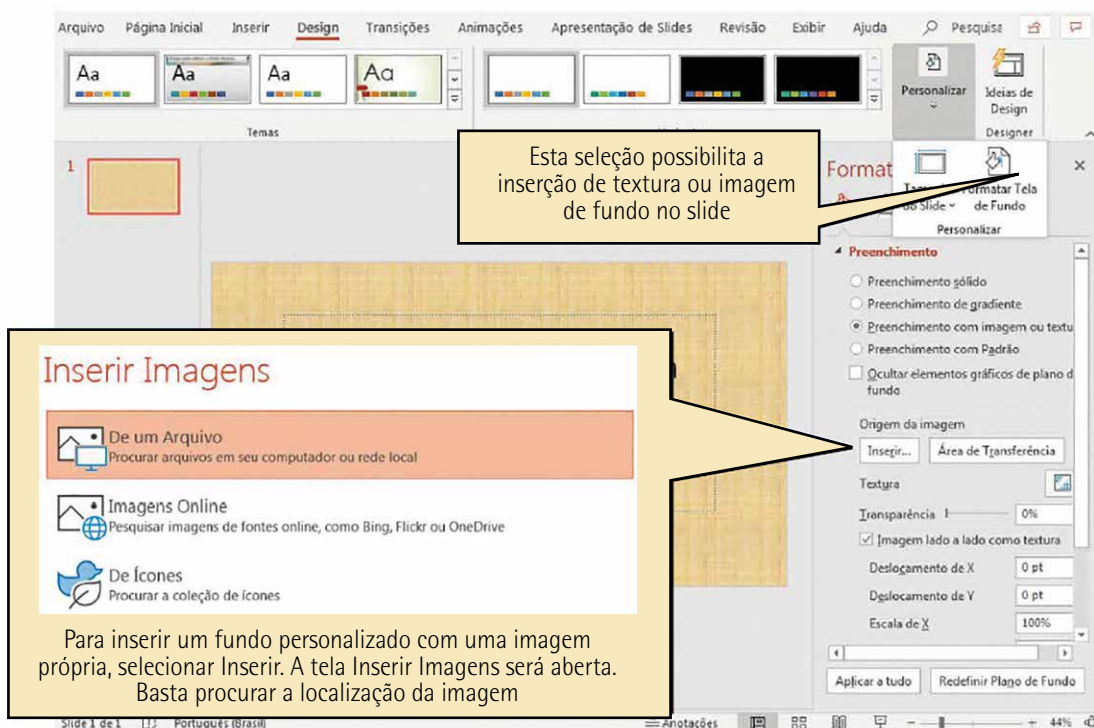 Arquivo Página Inicial Inserir Design Transições Animações Apresentação de Slides Revisão Exibir Ajuda Pesquisa
Aa Aa Aa Aa
Personalizar
Ideias de
Design
Temas
Designer
Esta seleção possibilita a
inserção de textura ou imagem
de fundo no slide
1
Format
Formatar Tela
do Slide de Fundo
Personalizar
Preenchimento
Preenchimento sólido
Preenchimento de gradiente
Preenchimento com imagem ou textu
Preenchimento com Padrão
Ocultar elementos gráficos de plano d
fundo
Origem da imagem
Inserir... Área de Transferência
Textura
Transparência 0%
Imagem lado a lado como textura
Deslocamento de X 0 pt
Deslocamento de Y 0 pt
Escala de X 100%
Aplicar a tudo Redefinir Plano de Fundo
Inserir Imagens
De um Arquivo
Procurar arquivos em seu computador ou rede local
Imagens Online
Pesquisar imagens de fontes online, como Bing, Flickr ou OneDrive
De Ícones
Procurar a coleção de ícones
Para inserir um fundo personalizado com uma imagem
própria, selecionar Inserir. A tela Inserir Imagens será aberta.
Basta procurar a localização da imagem
Slide 1 de 1 Português (Brasil) Anotações 44%